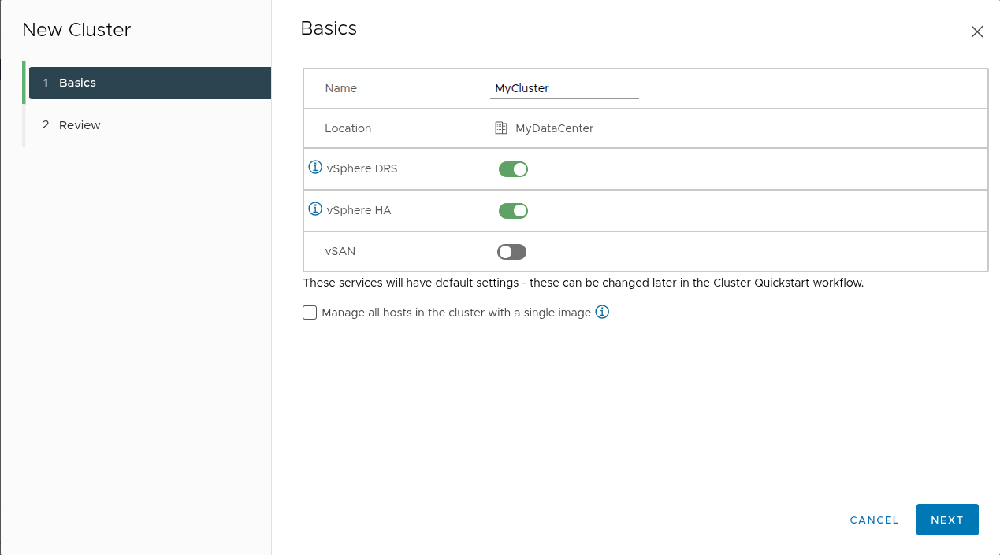 New Cluster
1 Basics
2 Review
Basics
Name MyCluster
Location MyDataCenter
vSphere DRS
vSphere HA
vSAN
These services will have default settings - these can be changed later in the Cluster Quickstart workflow.
Manage all hosts in the cluster with a single image
CANCEL NEXT